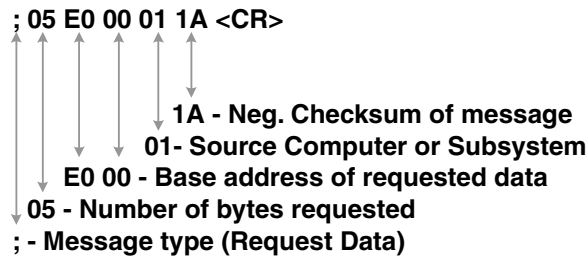 ; 05 E0 00 01 1A <CR>
1A - Neg. Checksum of message
01- Source Computer or Subsystem
E0 00 - Base address of requested data
05 - Number of bytes requested
; - Message type (Request Data)